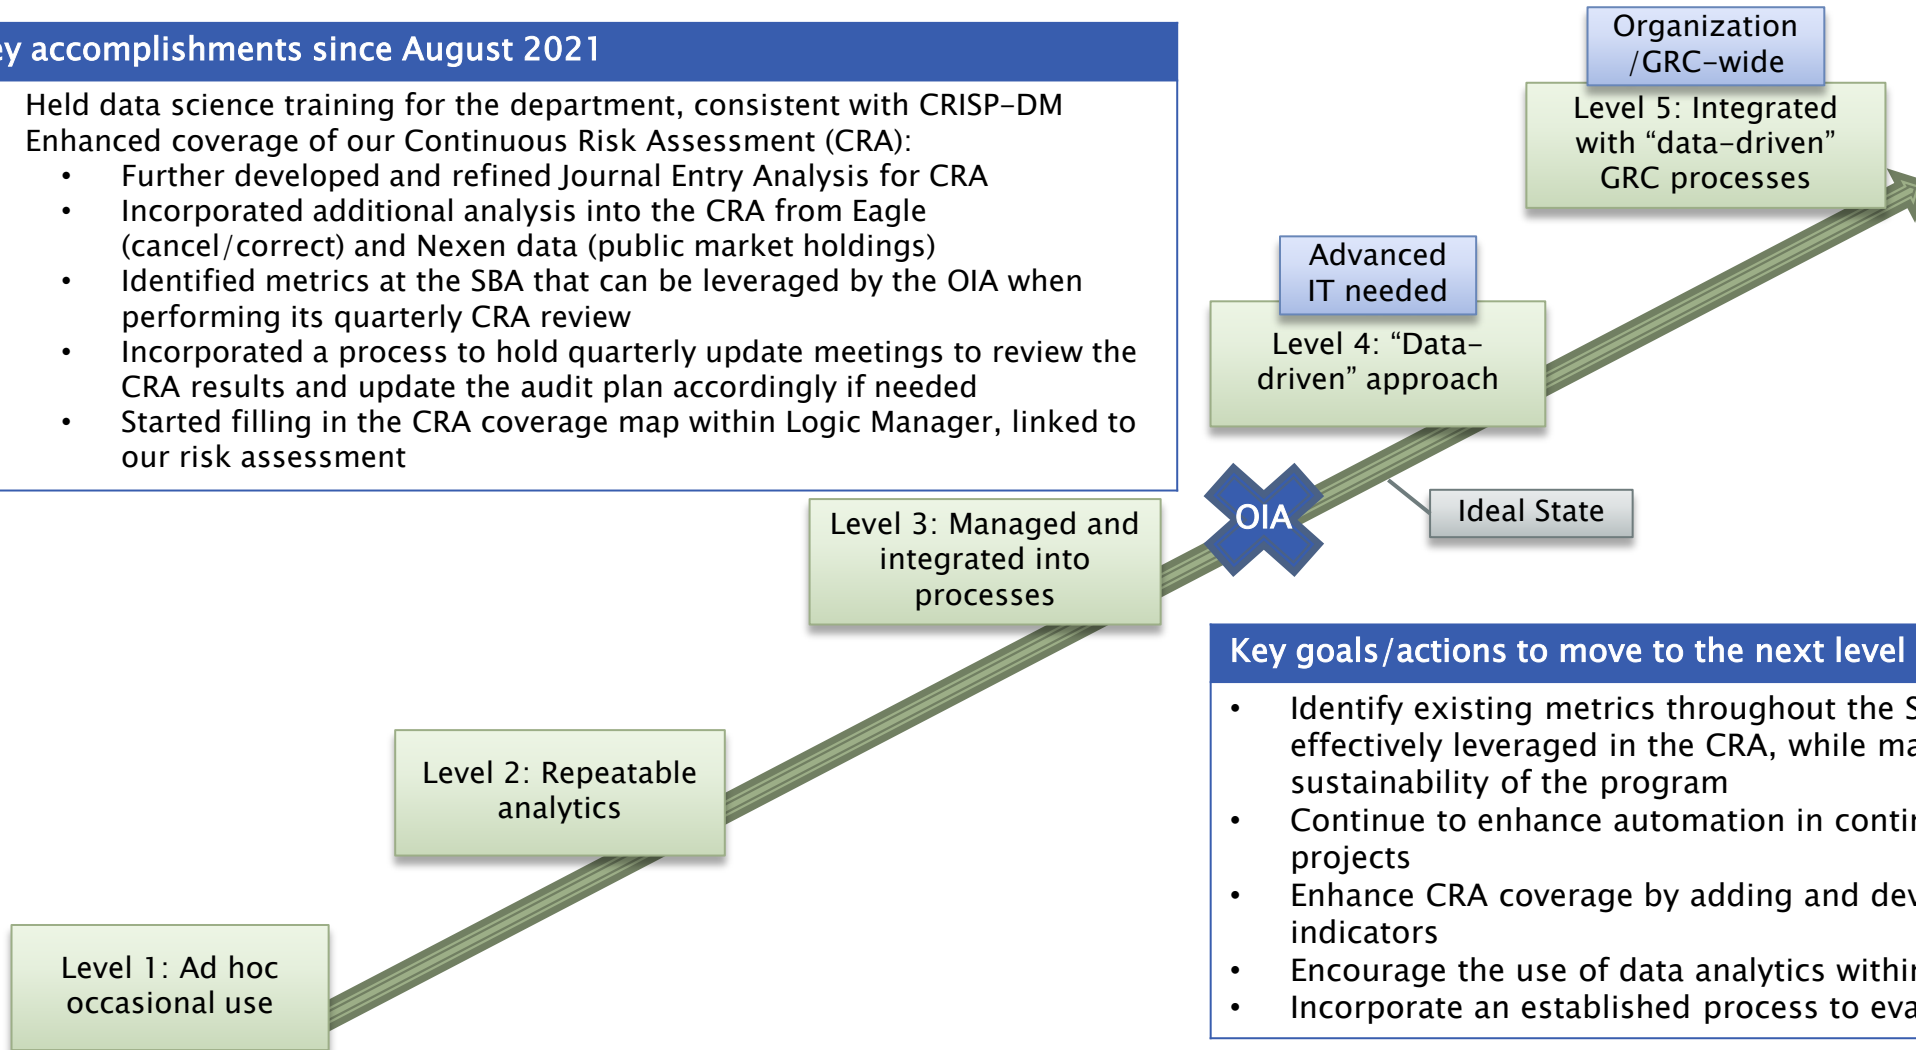 accomplishments since August 2021
Held data science training for the department, consistent with CRISP-DM
Enhanced coverage of our Continuous Risk Assessment (CRA):
• Further developed and refined Journal Entry Analysis for CRA
• Incorporated additional analysis into the CRA from Eagle
(cancel/correct) and Nexen data (public market holdings)
• Identified metrics at the SBA that can be leveraged by the OIA when
performing its quarterly CRA review
• Incorporated a process to hold quarterly update meetings to review the
CRA results and update the audit plan accordingly if needed
• Started filling in the CRA coverage map within Logic Manager, linked to
our risk assessment
Organization
/GRC-wide
Level 5: Integrated
with “data-driven”
GRC processes
Advanced
IT needed
Level 4: “Data-
driven” approach
OIA
Ideal State
Level 3: Managed and
integrated into
processes
Level 2: Repeatable
analytics
Level 1: Ad hoc
occasional use
Key goals/actions to move to the next level
• Identify existing metrics throughout the
effectively leveraged in the CRA, while
sustainability of the program
• Continue to enhance automation in
projects
• Enhance CRA coverage by adding and
indicators
• Encourage the use of data analytics within
• Incorporate an established process to